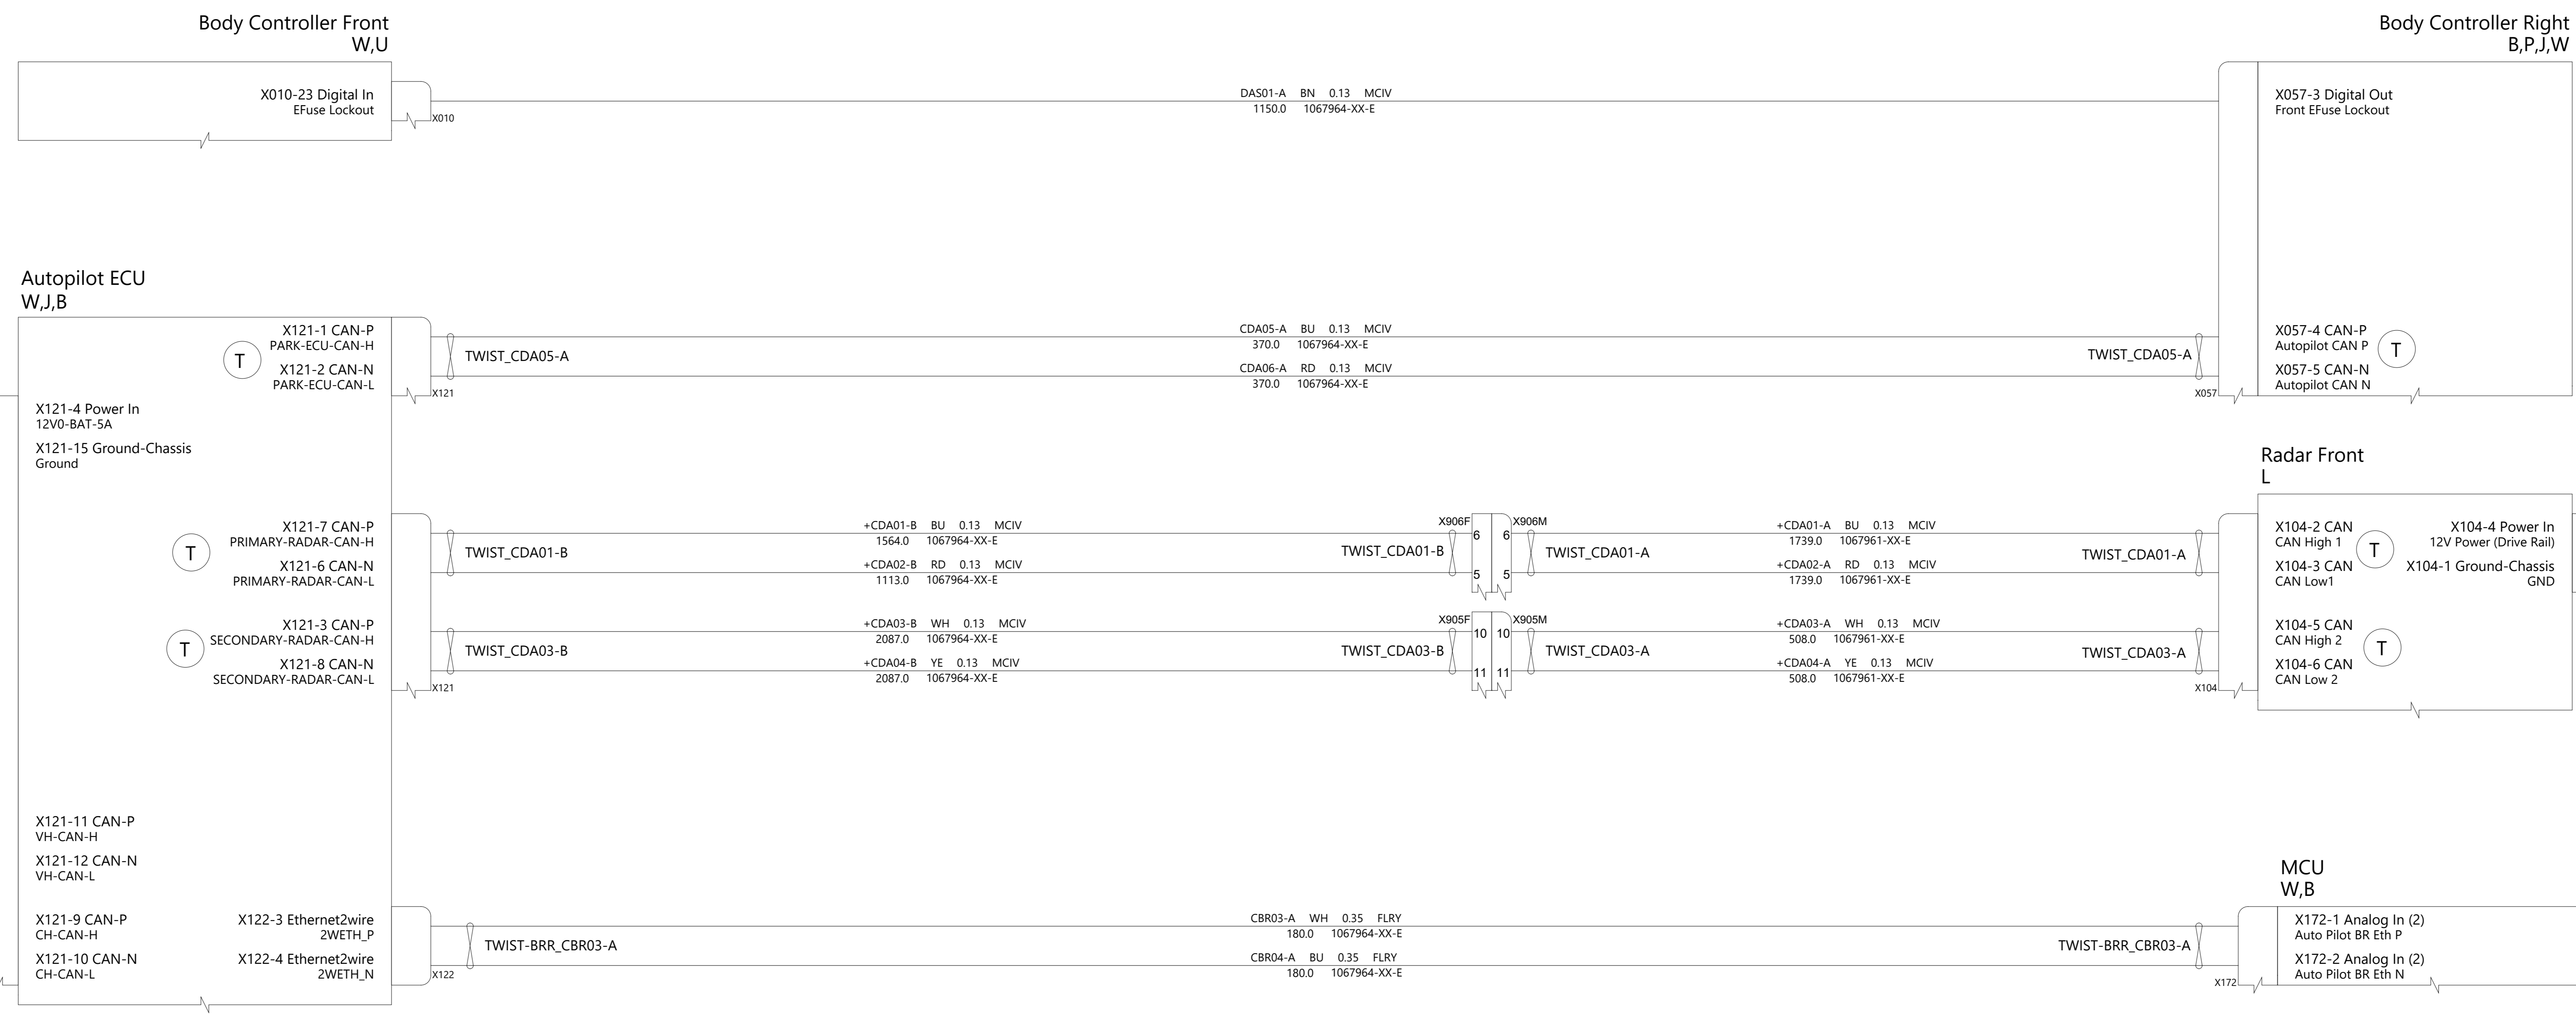 Body Controller Front
W,U
X010-23 Digital In
EFuse Lockout
X010
DAS01-A BN 0.13 MCIV
1150.0 1067964-XX-E
Body Controller Right
B,P,J,W
X057-3 Digital Out
Front EFuse Lockout
Autopilot ECU
W,J,B
X121-1 CAN-P
PARK-ECU-CAN-H
T
X121-2 CAN-N
PARK-ECU-CAN-L
X121
TWIST_CDA05-A
CDA05-A BU 0.13 MCIV
370.0 1067964-XX-E
CDA06-A RD 0.13 MCIV
370.0 1067964-XX-E
TWIST_CDA05-A
X057
X057-4 CAN-P
Autopilot CAN P
T
X057-5 CAN-N
Autopilot CAN N
X121-4 Power In
12V0-BAT-5A
X121-15 Ground-Chassis
Ground
X121-7 CAN-P
PRIMARY-RADAR-CAN-H
T
X121-6 CAN-N
PRIMARY-RADAR-CAN-L
TWIST_CDA01-B
+CDA01-B BU 0.13 MCIV
1564.0 1067964-XX-E
+CDA02-B RD 0.13 MCIV
1113.0 1067964-XX-E
TWIST_CDA01-B
X906F
X906M
6 6
5 5
TWIST_CDA01-A
+CDA01-A BU 0.13 MCIV
1739.0 1067961-XX-E
+CDA02-A RD 0.13 MCIV
1739.0 1067961-XX-E
TWIST_CDA01-A
Radar Front
L
X104-2 CAN
CAN High 1
T
X104-3 CAN
CAN Low1
X104-4 Power In
12V Power (Drive Rail)
X104-1 Ground-Chassis
GND
X121-3 CAN-P
SECONDARY-RADAR-CAN-H
T
X121-8 CAN-N
SECONDARY-RADAR-CAN-L
X121
TWIST_CDA03-B
+CDA03-B WH 0.13 MCIV
2087.0 1067964-XX-E
+CDA04-B YE 0.13 MCIV
2087.0 1067964-XX-E
TWIST_CDA03-B
X905F
X905M
10 10
11 11
TWIST_CDA03-A
+CDA03-A WH 0.13 MCIV
508.0 1067961-XX-E
+CDA04-A YE 0.13 MCIV
508.0 1067961-XX-E
TWIST_CDA03-A
X104
X104-5 CAN
CAN High 2
T
X104-6 CAN
CAN Low 2
X121-11 CAN-P
VH-CAN-H
X121-12 CAN-N
VH-CAN-L
X121-9 CAN-P
CH-CAN-H
X121-10 CAN-N
CH-CAN-L
X122-3 Ethernet2wire
2WETH_P
X122-4 Ethernet2wire
2WETH_N
X122
TWIST-BRR_CBR03-A
CBR03-A WH 0.35 FLRY
180.0 1067964-XX-E
CBR04-A BU 0.35 FLRY
180.0 1067964-XX-E
TWIST-BRR_CBR03-A
X172
MCU
W,B
X172-1 Analog In (2)
Auto Pilot BR Eth P
X172-2 Analog In (2)
Auto Pilot BR Eth N